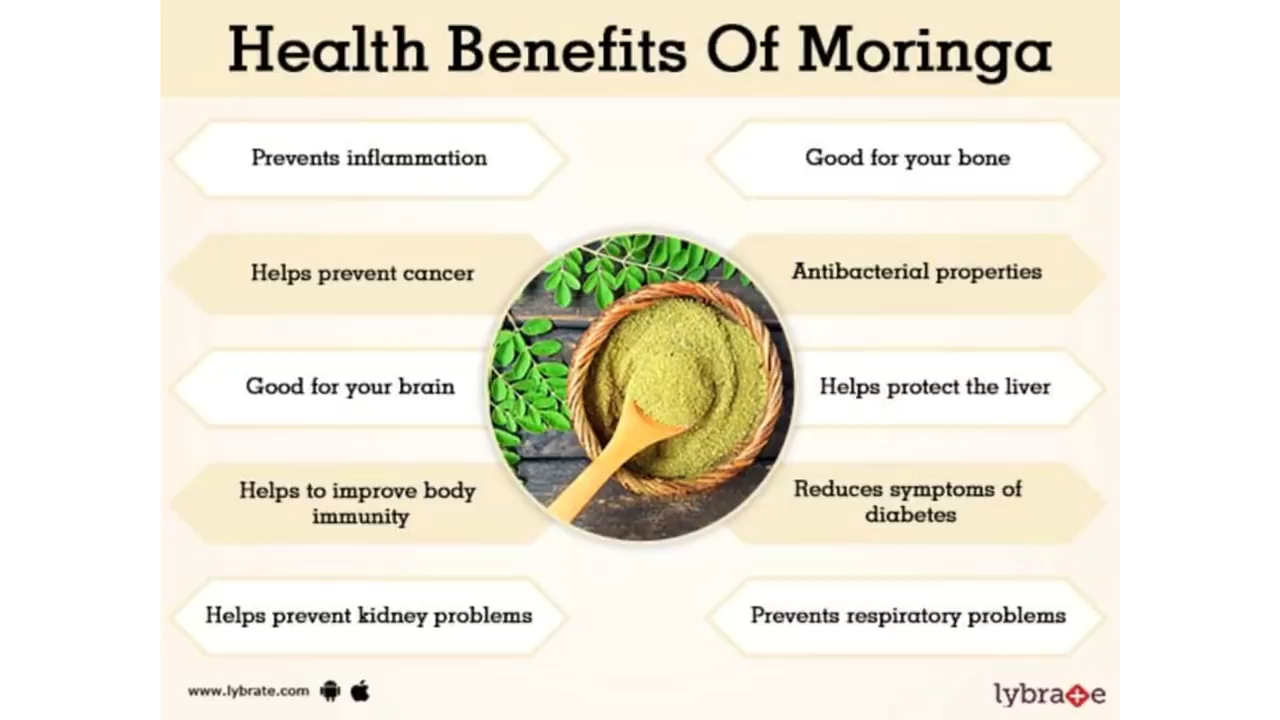 Health Benefits Of Moringa
Prevents inflammation
Good for your bone
Helps prevent cancer
Antibacterial properties
Good for your brain
Helps protect the liver
Helps to improve body
immunity
Reduces symptoms of
diabetes
Helps prevent kidney problems
Prevents respiratory problems
www.lybrate.com
lybrate